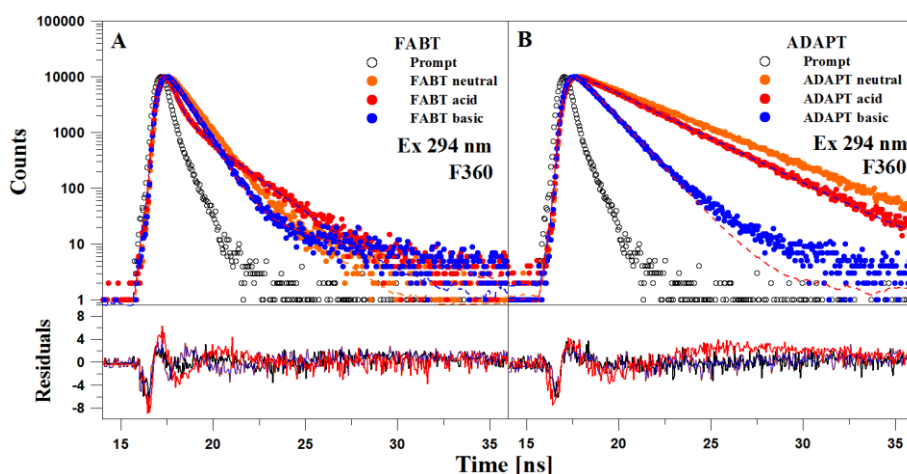 100000
10000
1000
100
10
1
Counts
A
FABT
Prompt
FABT neutral
FABT acid
FABT basic
Ex 294 nm
F360
B
ADAPT
Prompt
ADAPT neutral
ADAPT acid
ADAPT basic
Ex 294 nm
F360
8
4
0
-4
-8
Residuals
15 20 25 30 35 20 25 30 35
Time [ns]